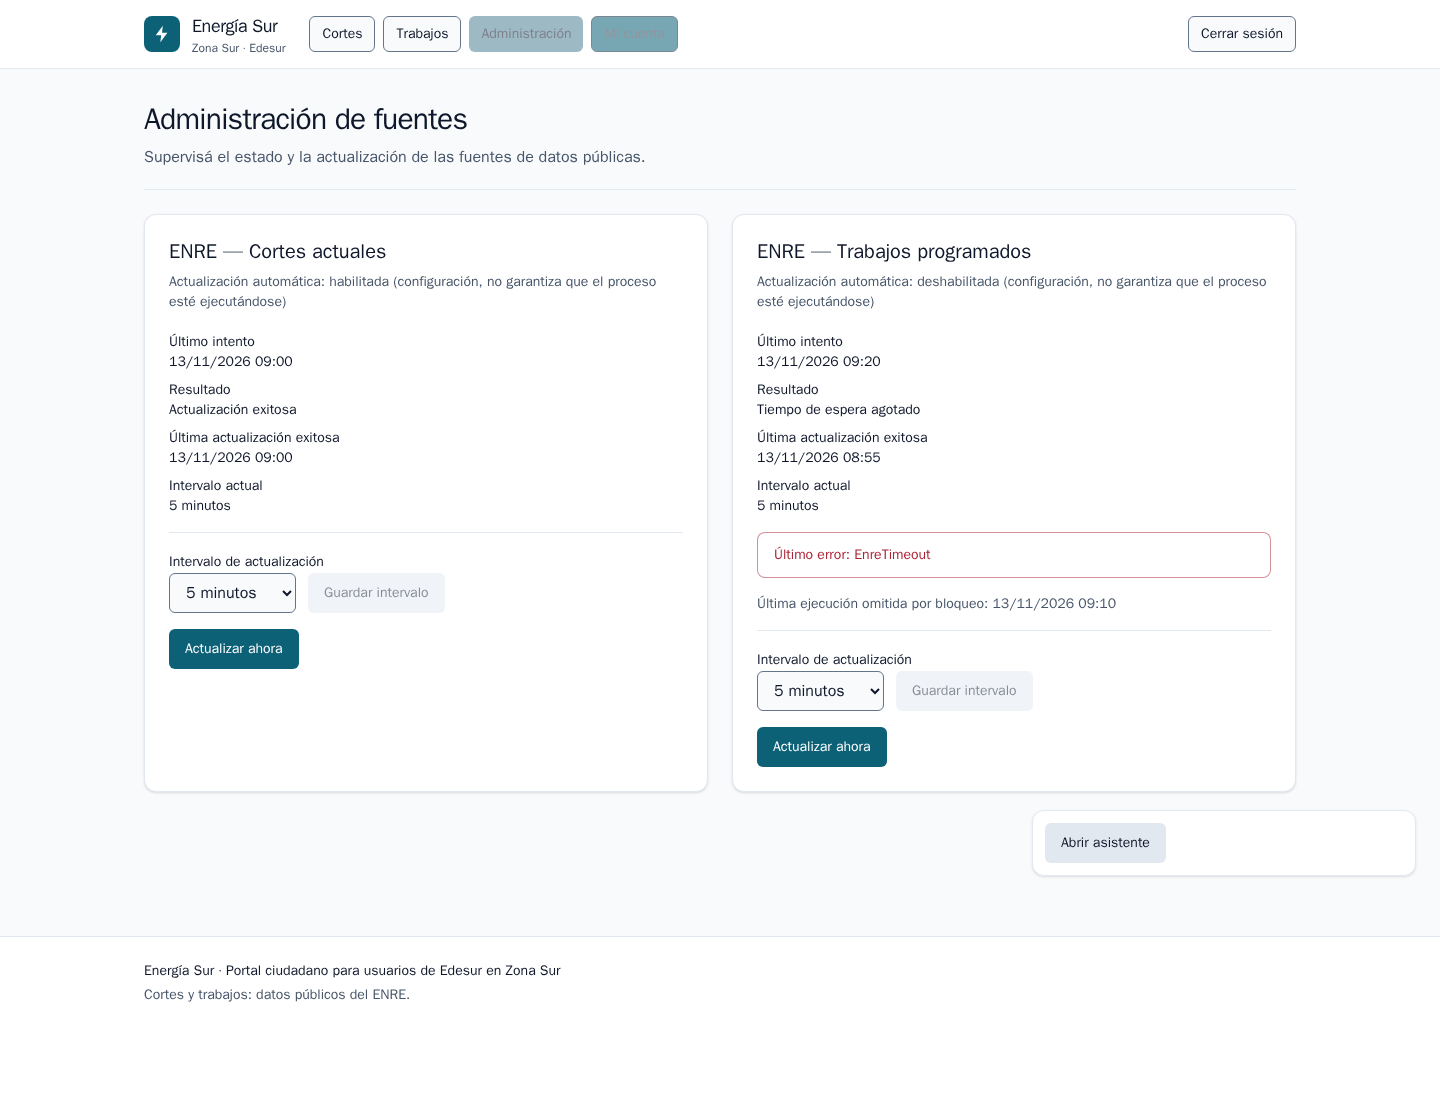 Energía Sur
Zona Sur · Edesur
Cortes
Trabajos
Administración
Mi cuenta
Cerrar sesión
Administración de fuentes
Supervisá el estado y la actualización de las fuentes de datos públicas.
ENRE — Cortes actuales
Actualización automática: habilitada (configuración, no garantiza que el proceso
esté ejecutándose)
Último intento
13/11/2026 09:00
Resultado
Actualización exitosa
Última actualización exitosa
13/11/2026 09:00
Intervalo actual
5 minutos
Intervalo de actualización
5 minutos
Guardar intervalo
Actualizar ahora
ENRE — Trabajos programados
Actualización automática: deshabilitada (configuración, no garantiza que el proceso
esté ejecutándose)
Último intento
13/11/2026 09:20
Resultado
Tiempo de espera agotado
Última actualización exitosa
13/11/2026 08:55
Intervalo actual
5 minutos
Último error: EnreTimeout
Última ejecución omitida por bloqueo: 13/11/2026 09:10
Intervalo de actualización
5 minutos
Guardar intervalo
Actualizar ahora
Abrir asistente
Energía Sur · Portal ciudadano para usuarios de Edesur en Zona Sur
Cortes y trabajos: datos públicos del ENRE.